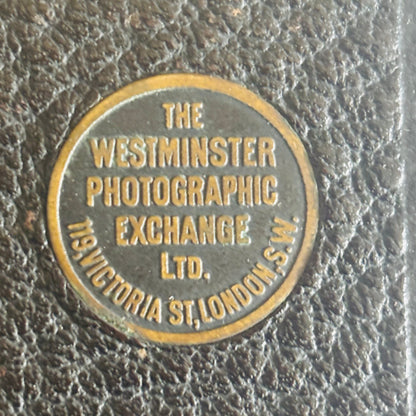 THE
WESTMINSTER
PHOTOGRAPHIC
EXCHANGE
LTD.
119, VICTORIA ST, LONDON, S.W.